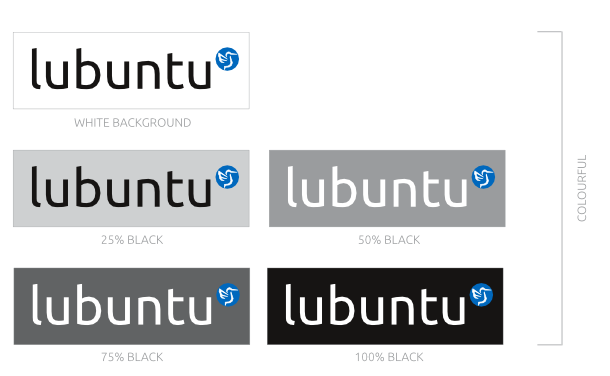 lubuntu
WHITE BACKGROUND
lubuntu
lubuntu
25% BLACK
50% BLACK
lubuntu
lubuntu
75% BLACK
100% BLACK
COLOURFUL